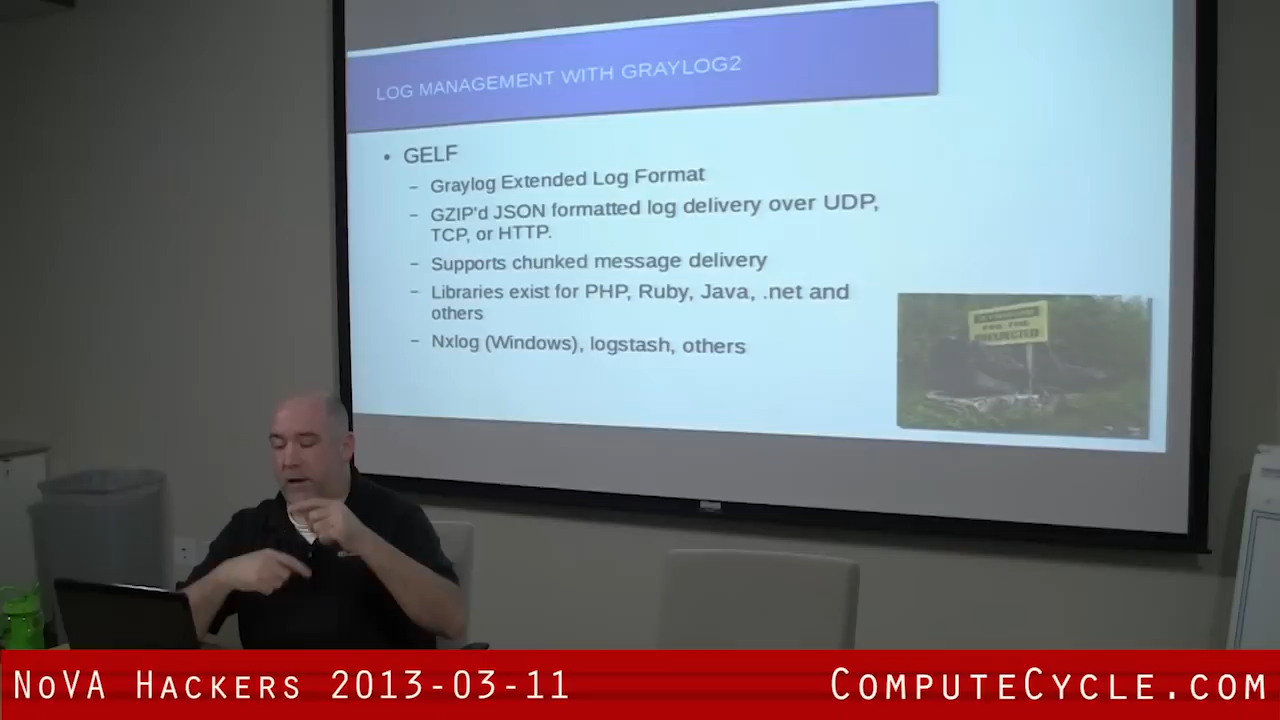 LOG MANAGEMENT WITH GRAYLOG2
• GELF
– Graylog Extended Log Format
– GZIP'd JSON formatted log delivery over UDP,
TCP, or HTTP.
– Supports chunked message delivery
– Libraries exist for PHP, Ruby, Java, .net and
others
– Nxlog (Windows), logstash, others
NoVA Hackers 2013-03-11
ComputeCycle.com